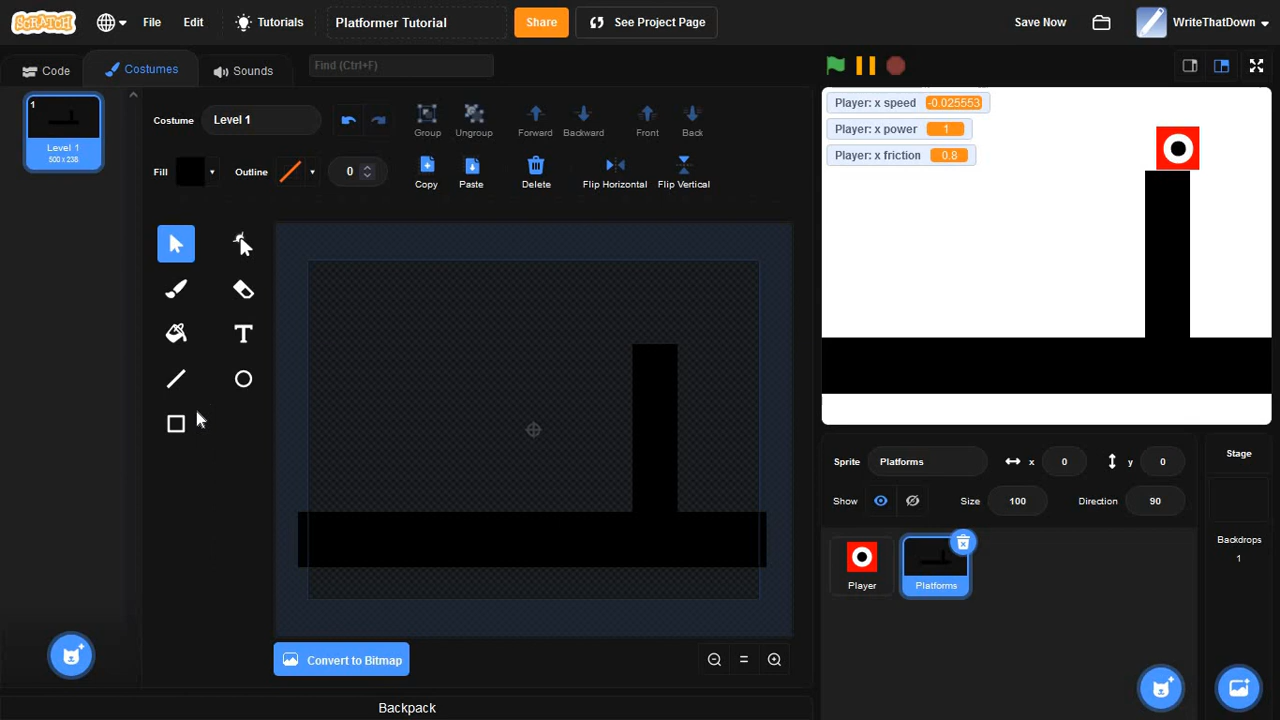 SCRATCH File Edit Tutorials Platformer Tutorial Share See Project Page Save Now WriteThatDown
Code Costumes Sounds Find (Ctrl+F)
1
Level 1
500 x 238
Costume Level 1 Group Ungroup Forward Backward Front Back
Fill Outline 0 Copy Paste Delete Flip Horizontal Flip Vertical
T
Convert to Bitmap
Backpack
Player: x speed -0.025553
Player: x power 1
Player: x friction 0.8
Sprite Platforms x 0 y 0
Show Size 100 Direction 90
Player Platforms
Stage
Backdrops
1